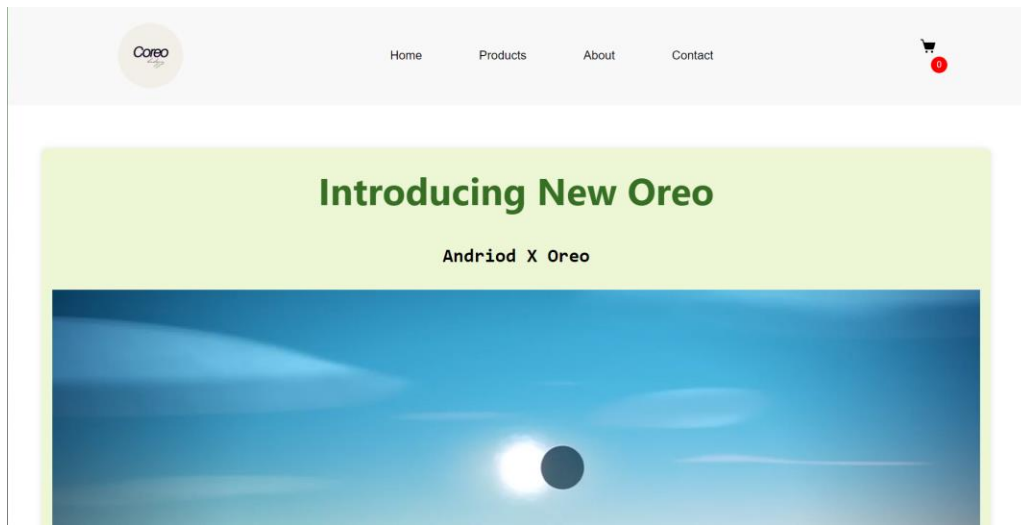 Coreo
Home Products About Contact
0
Introducing New Oreo
Andriod X Oreo